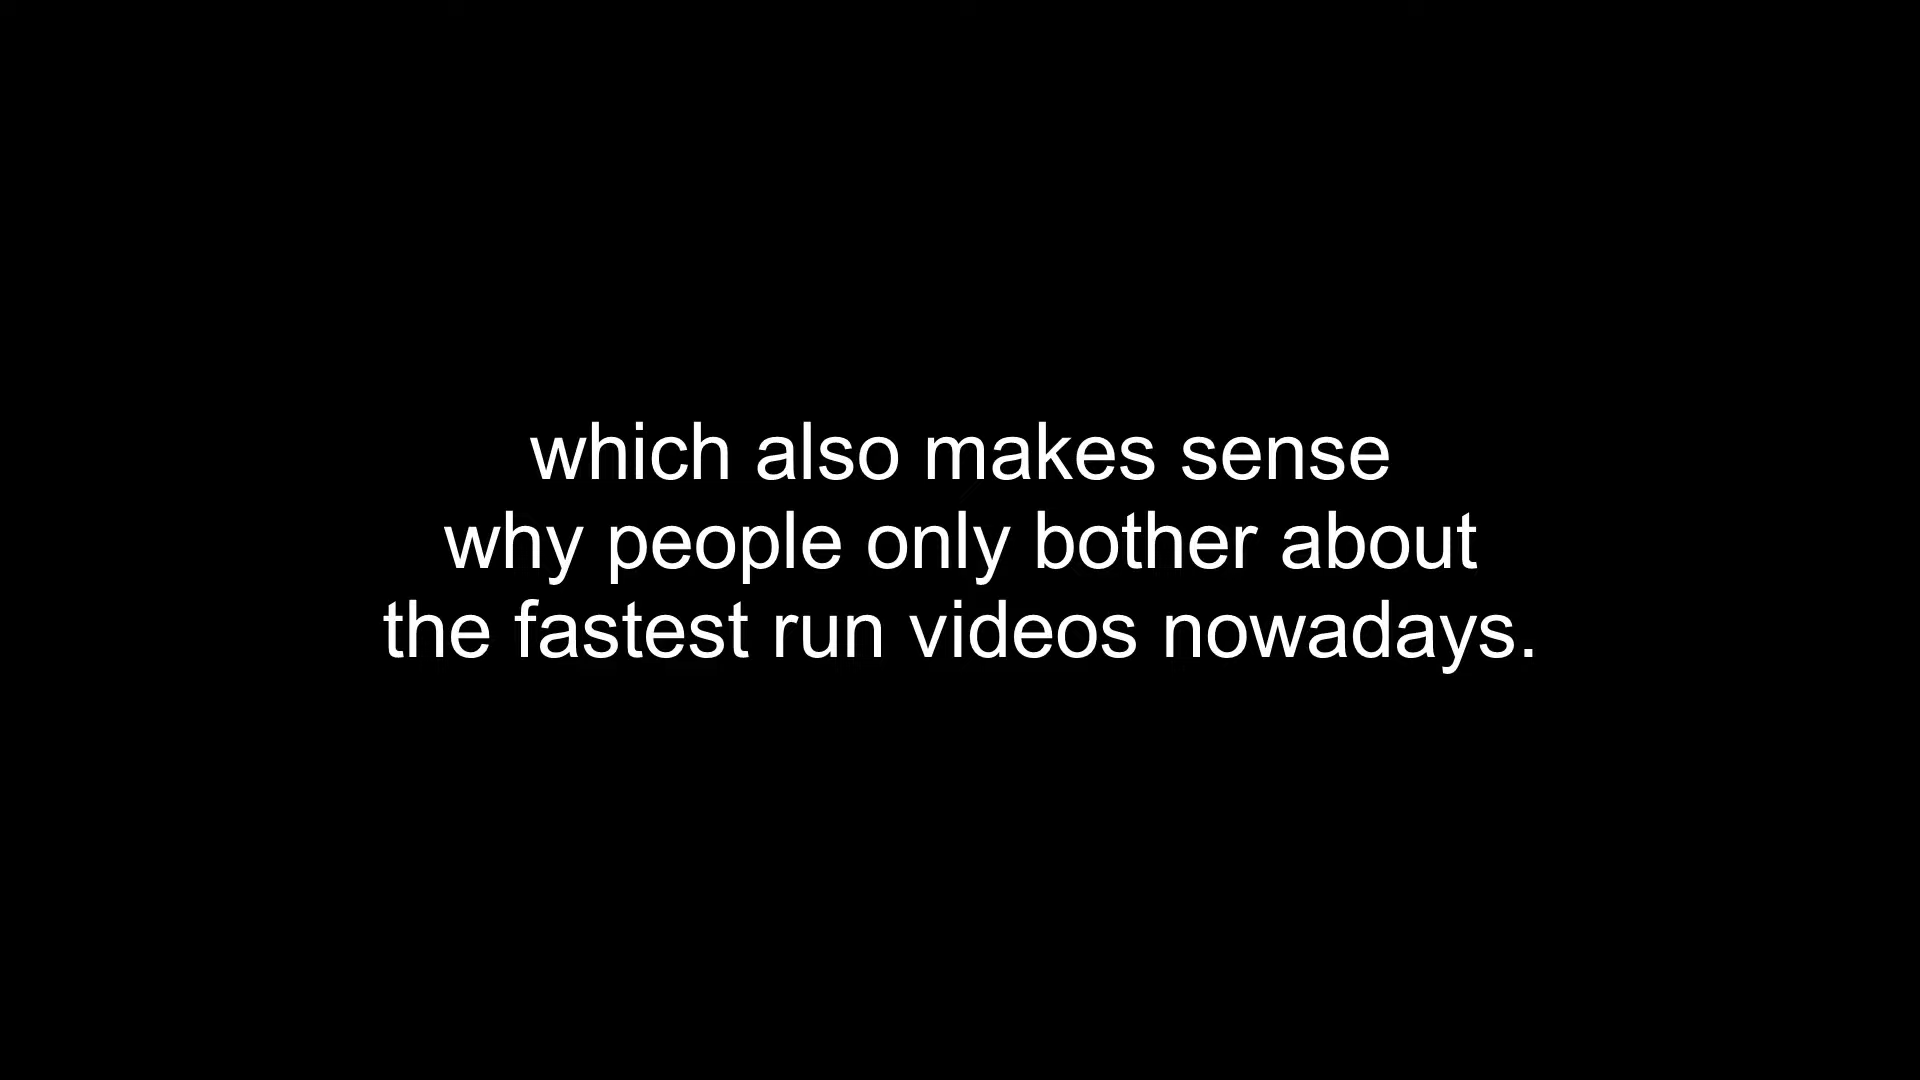 which also makes sense
why people only bother about
the fastest run videos nowadays.